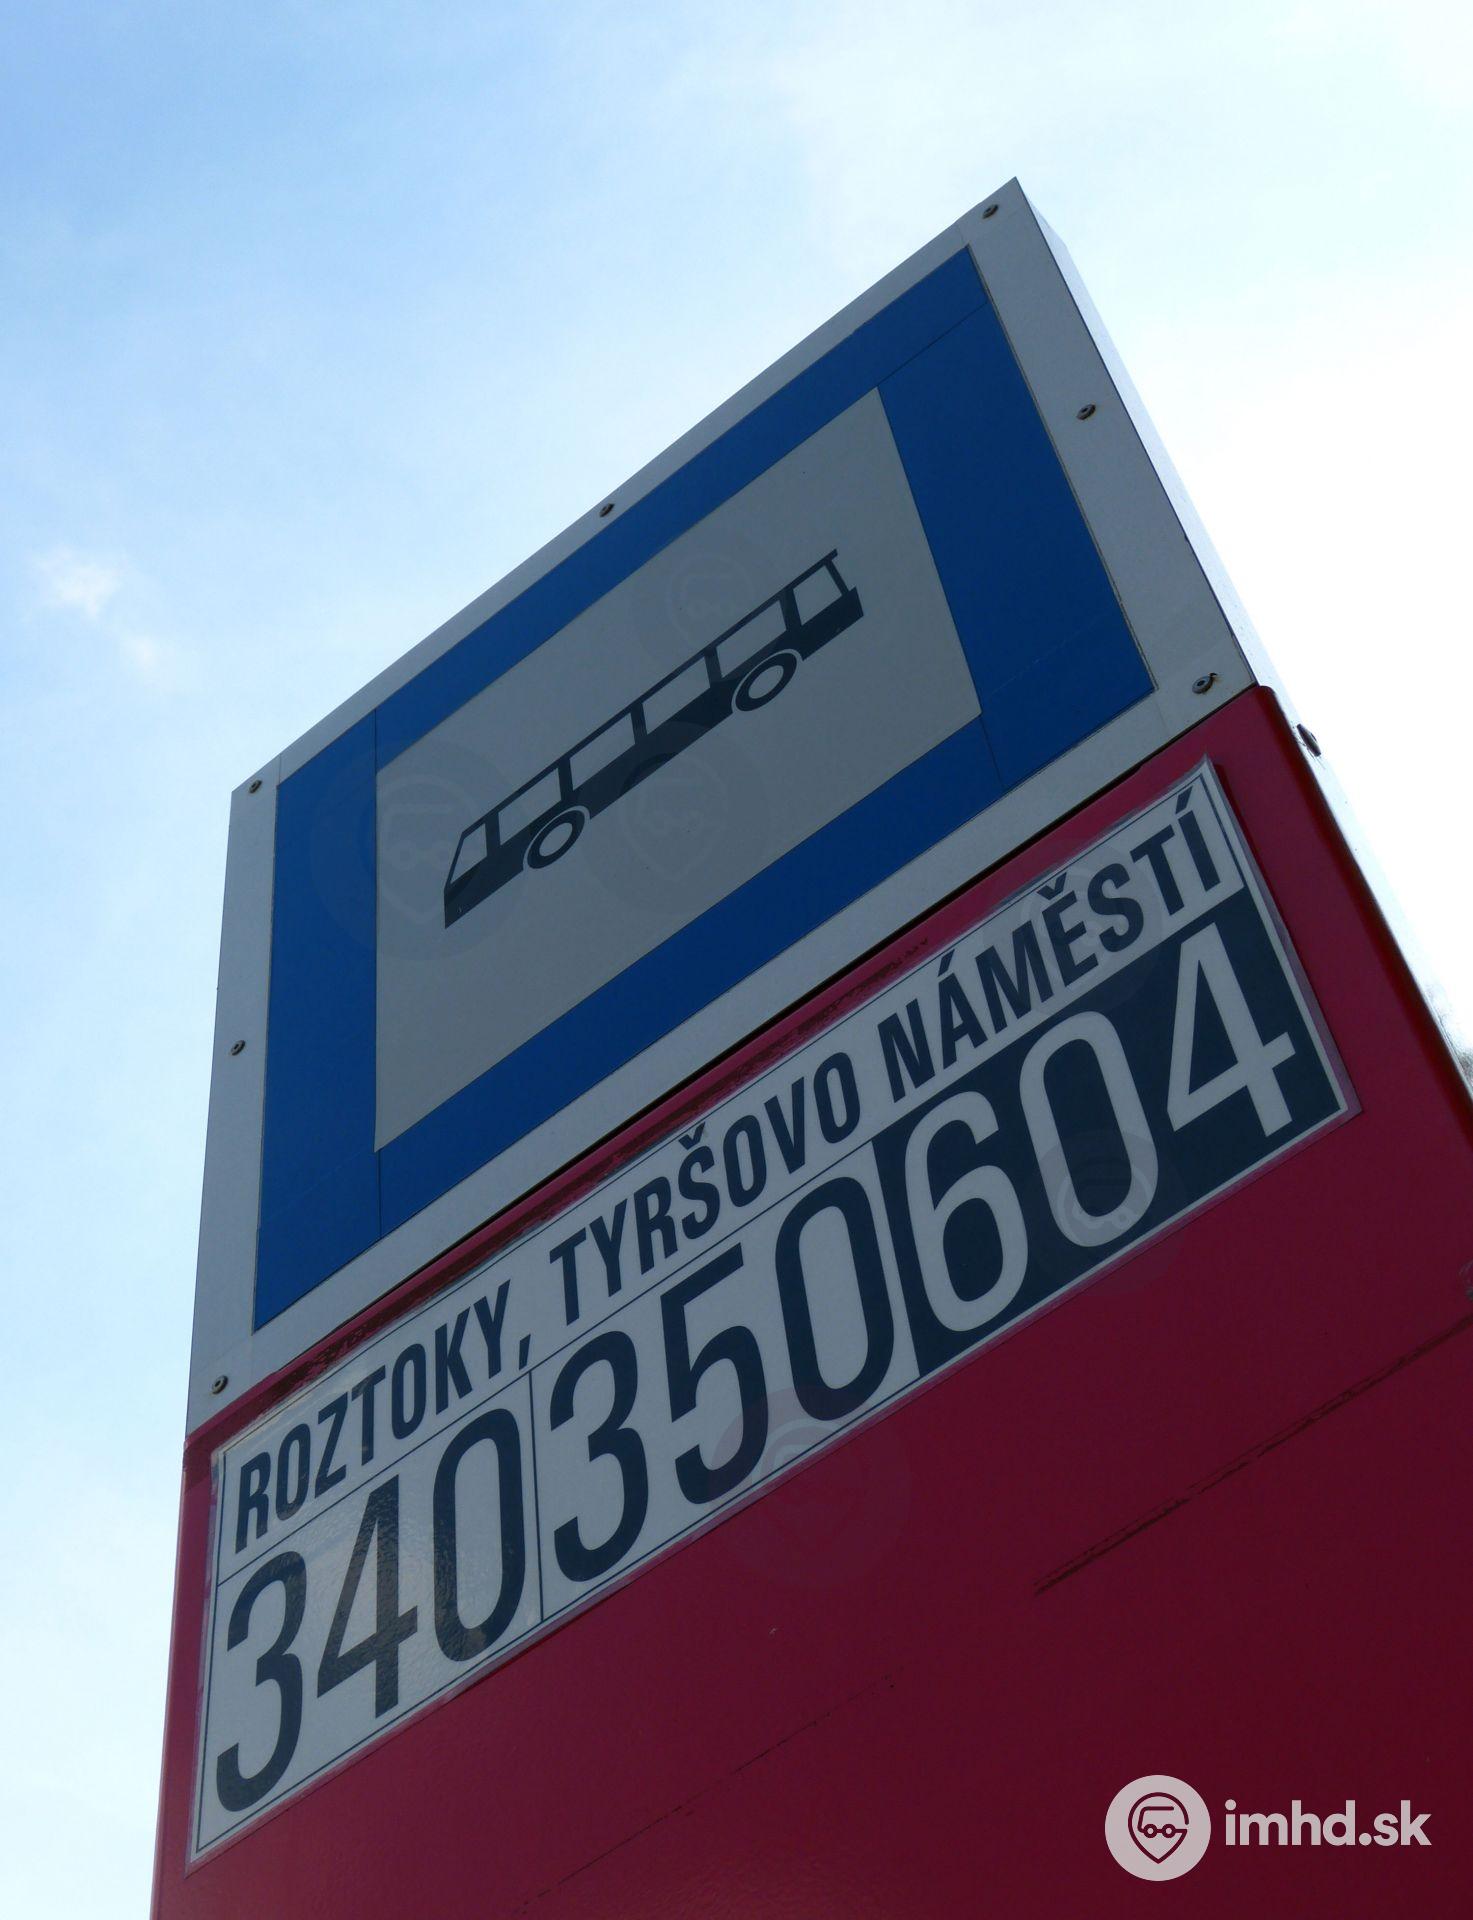 ROZTOKY, TYRŠOVO NÁMĚSTÍ
340 350 604
imhd.sk